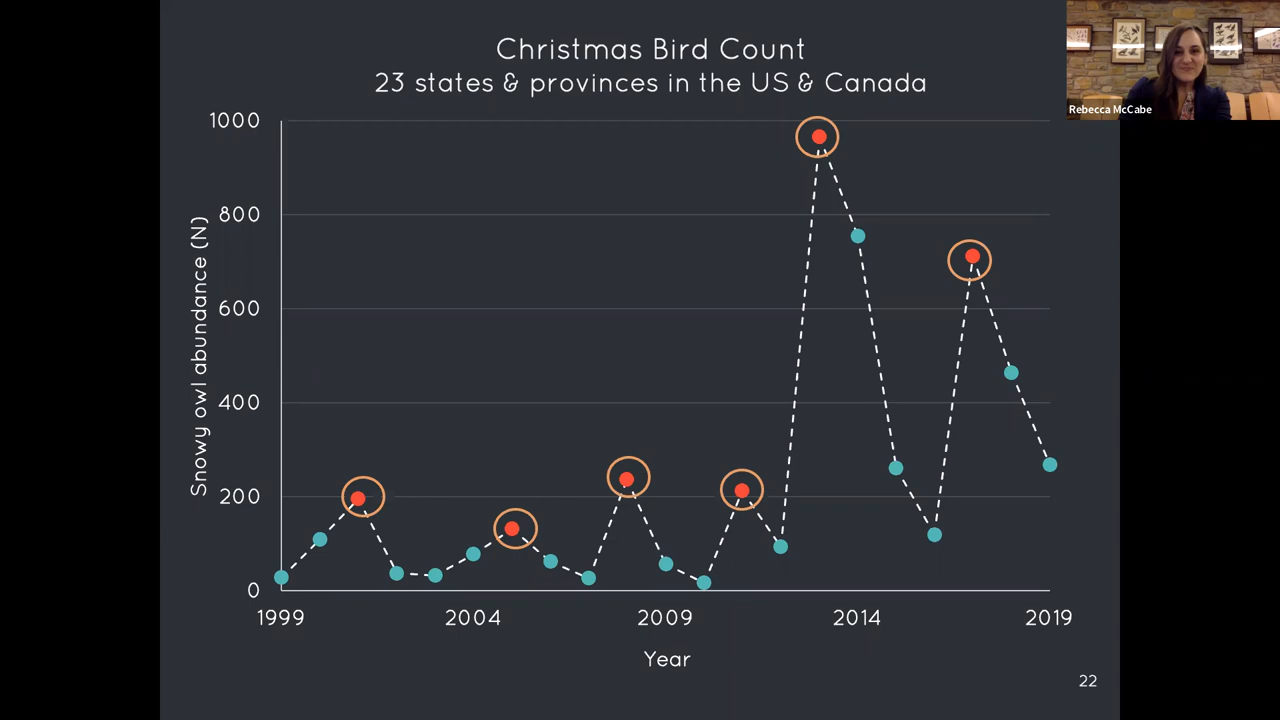 Christmas Bird Count
23 states & provinces in the US & Canada
Rebecca McCabe
1000
800
600
400
200
0
Snowy owl abundance (N)
1999 2004 2009 2014 2019
Year
22